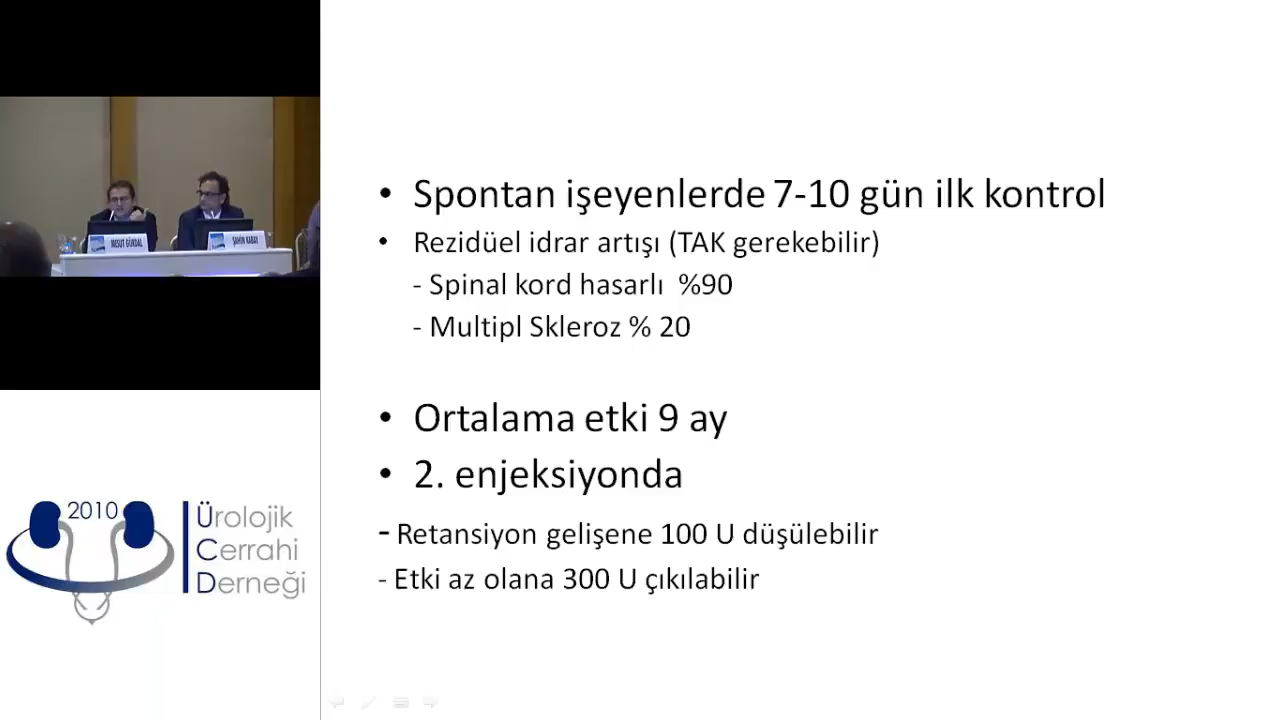 MESUT GÜRDAL
ŞAHİN KABAY
• Spontan işeyenlerde 7-10 gün ilk kontrol
• Rezidüel idrar artışı (TAK gerekebilir)
- Spinal kord hasarlı %90
- Multipl Skleroz % 20
• Ortalama etki 9 ay
• 2. enjeksiyonda
- Retansiyon gelişene 100 U düşülebilir
- Etki az olana 300 U çıkılabilir
2010
Ürolojik
Cerrahi
Derneği